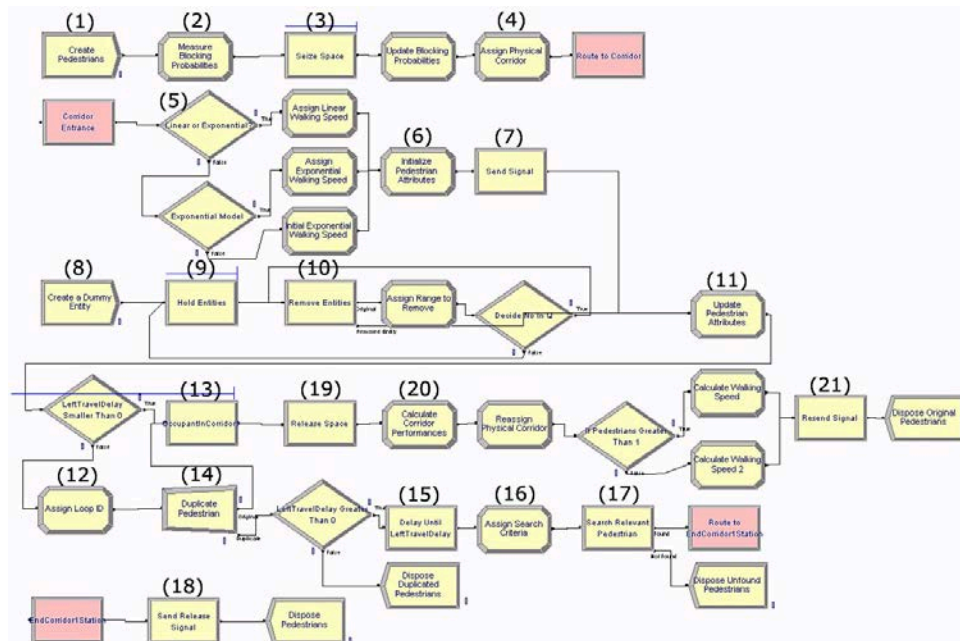 (1)
(2)
(3)
(4)
Create
Pedestrians
Measure
Blocking
Probabilities
Seize Space
Update Blocking
Probabilities
Assign Physical
Corridor
Route to Corridor
Corridor
Entrance
(5)
Linear or Exponential?
True
False
Assign Linear
Walking Speed
(6)
(7)
Assign
Exponential
Walking Speed
Initialize
Pedestrian
Attributes
Send Signal
Exponential Model
True
False
Initial Exponential
Walking Speed
(8)
(9)
(10)
(11)
Create a Dummy
Entity
Hold Entities
Remove Entities
Original
Removed Entity
Assign Range to
Remove
Decide No In Q
True
False
Update
Pedestrian
Attributes
LeftTravelDelay
Smaller Than 0
True
False
(13)
(19)
(20)
(21)
OccupantInCorridor
Release Space
Calculate
Corridor
Performances
Reassign
Physical Corridor
If Pedestrians Greater
Than 1
True
False
Calculate Walking
Speed
Calculate Walking
Speed 2
Resend Signal
Dispose Original
Pedestrians
(12)
(14)
(15)
(16)
(17)
Assign Loop ID
Duplicate
Pedestrian
Original
Duplicate
LeftTravelDelay Greater
Than 0
True
False
Delay Until
LeftTravelDelay
Assign Search
Criteria
Search Relevant
Pedestrian
Found
Not Found
Route to
EndCorridor1Station
Dispose
Duplicated
Pedestrians
Dispose Unfound
Pedestrians
(18)
EndCorridor1Station
Send Release
Signal
Dispose
Pedestrians